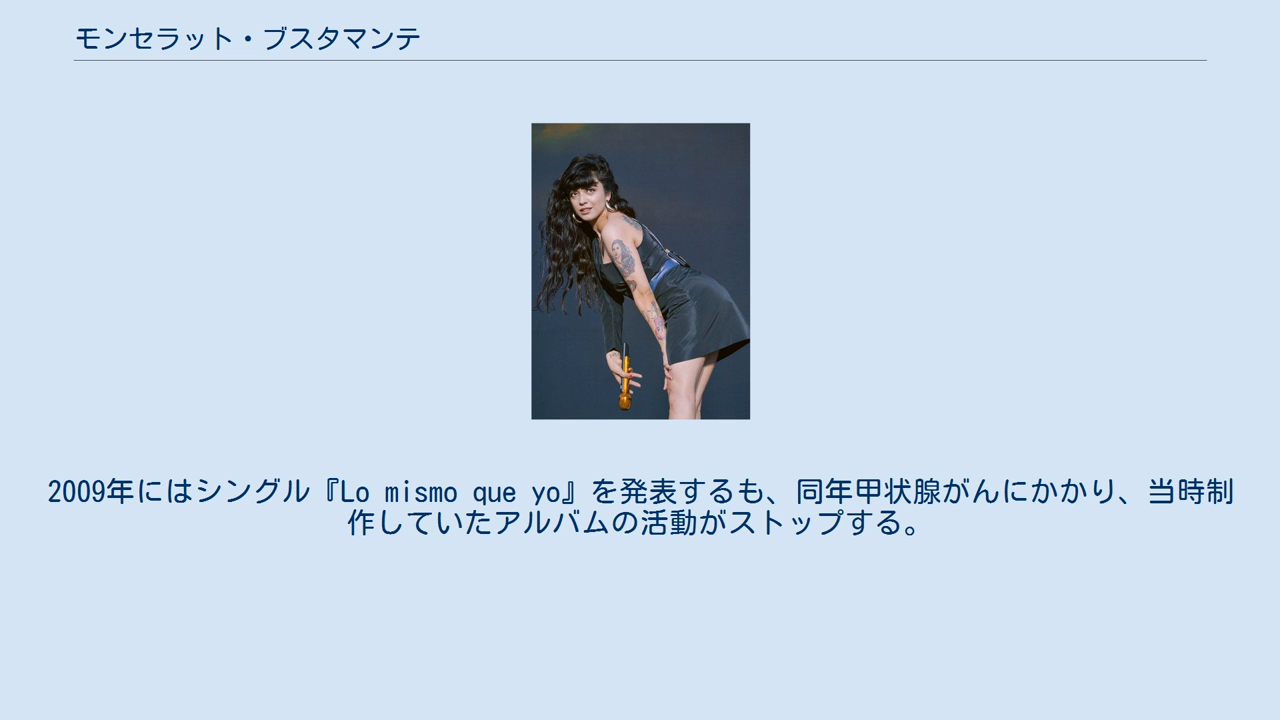 モンセラット・ブスタマンテ
2009年にはシングル『Lo mismo que yo』を発表するも、同年甲状腺がんにかかり、当時制
作していたアルバムの活動がストップする。